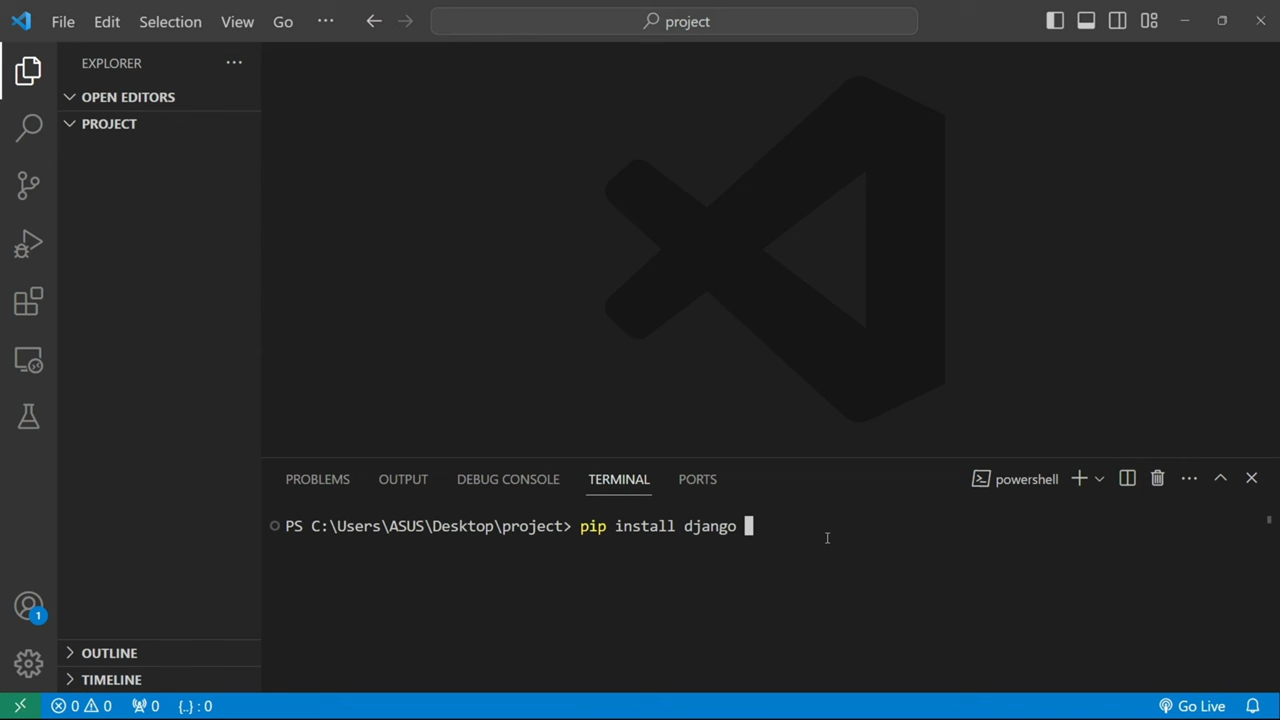 File Edit Selection View Go ··· project
EXPLORER ···
OPEN EDITORS
PROJECT
PROBLEMS OUTPUT DEBUG CONSOLE TERMINAL PORTS powershell ···
PS C:\Users\ASUS\Desktop\project> pip install django
1
OUTLINE
TIMELINE
0 0 0 {..} : 0 Go Live